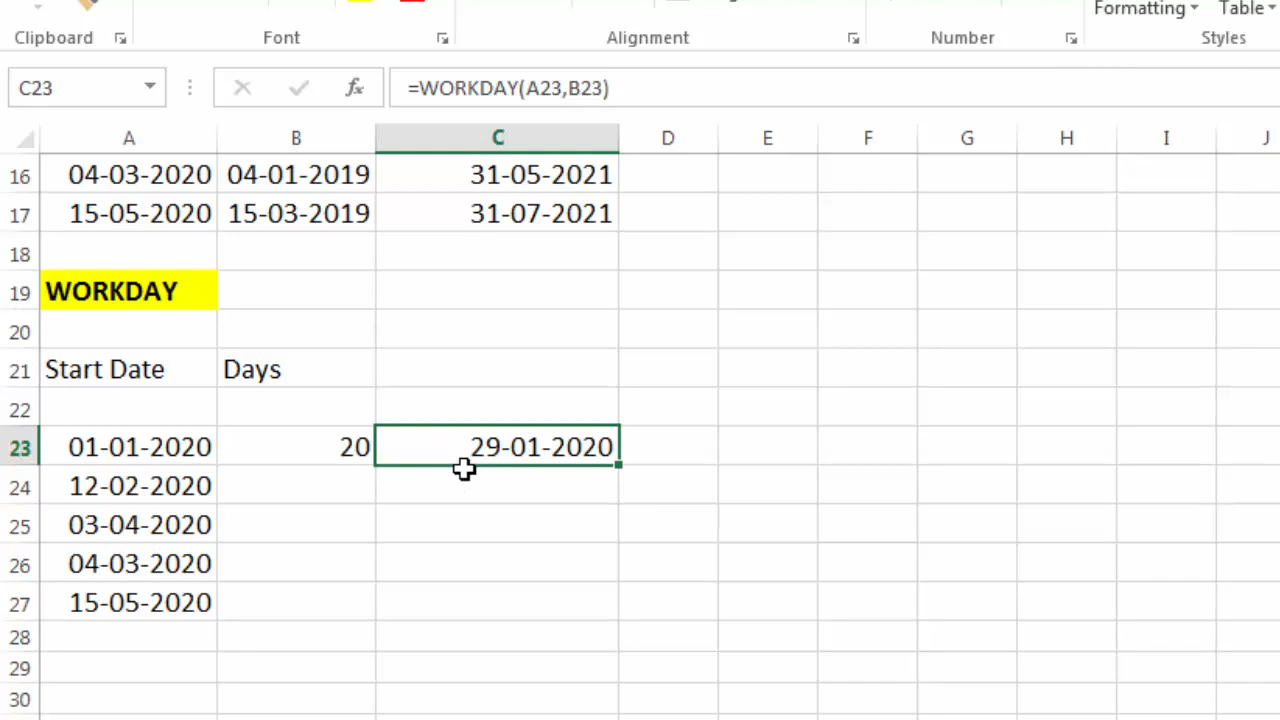 Formatting Table
Clipboard Font Alignment Number Styles
C23 fx =WORKDAY(A23,B23)
A B C D E F G H I J
16 04-03-2020 04-01-2019 31-05-2021
17 15-05-2020 15-03-2019 31-07-2021
18
19 WORKDAY
20
21 Start Date Days
22
23 01-01-2020 20 29-01-2020
24 12-02-2020
25 03-04-2020
26 04-03-2020
27 15-05-2020
28
29
30